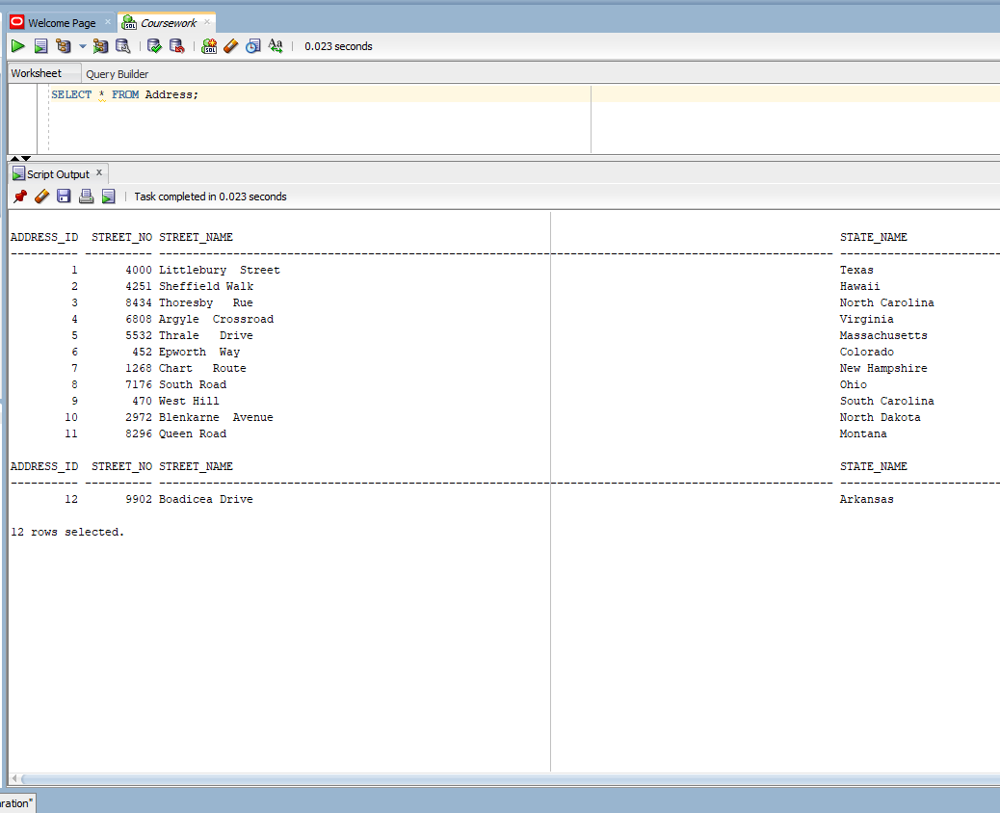 Welcome Page Coursework
0.023 seconds
Worksheet Query Builder
SELECT * FROM Address;
Script Output
Task completed in 0.023 seconds
ADDRESS_ID STREET_NO STREET_NAME STATE_NAME
---------- ---------- ---------------------------------------------------------------------------------------------------- ------------------------
1 4000 Littlebury  Street Texas
2 4251 Sheffield Walk Hawaii
3 8434 Thoresby   Rue North Carolina
4 6808 Argyle  Crossroad Virginia
5 5532 Thrale   Drive Massachusetts
6 452 Epworth  Way Colorado
7 1268 Chart   Route New Hampshire
8 7176 South Road Ohio
9 470 West Hill South Carolina
10 2972 Blenkarne  Avenue North Dakota
11 8296 Queen Road Montana
ADDRESS_ID STREET_NO STREET_NAME STATE_NAME
---------- ---------- ---------------------------------------------------------------------------------------------------- ------------------------
12 9902 Boadicea Drive Arkansas
12 rows selected.
aration"